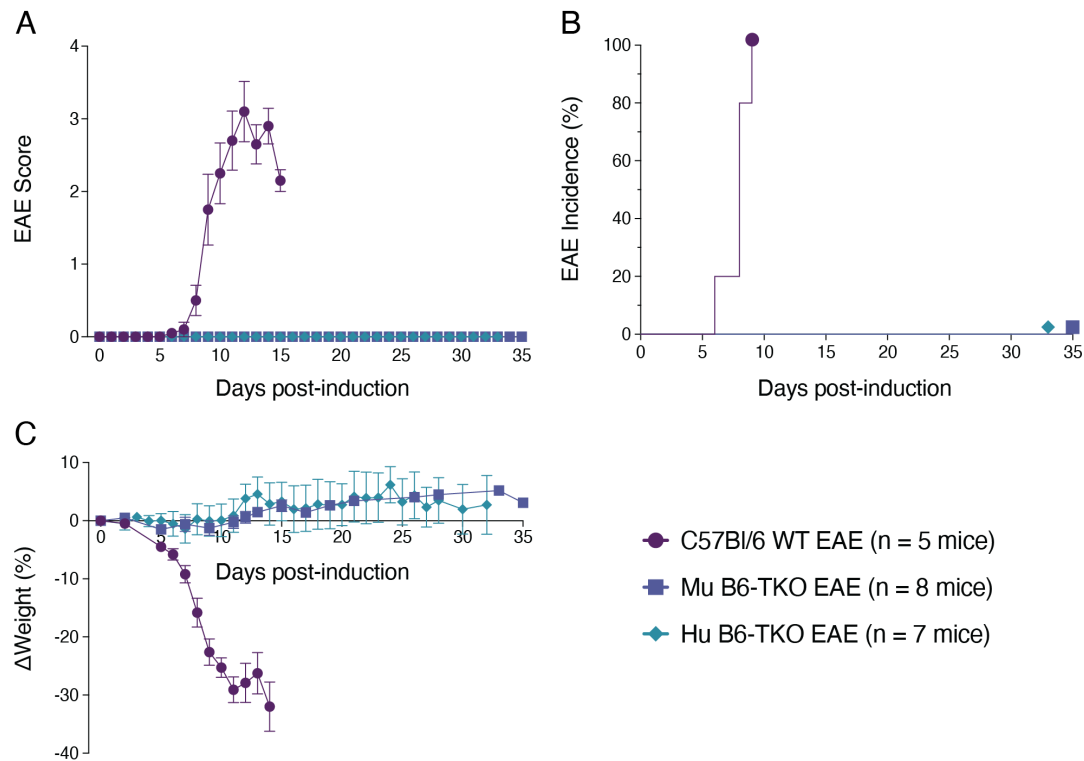 A
EAE Score
4
3
2
1
0
0 5 10 15 20 25 30 35
Days post-induction
B
EAE Incidence (%)
100
80
60
40
20
0
0 5 10 15 20 25 30 35
Days post-induction
C
ΔWeight (%)
10
0
-10
-20
-30
-40
0 5 10 15 20 25 30 35
Days post-induction
C57Bl/6 WT EAE (n = 5 mice)
Mu B6-TKO EAE (n = 8 mice)
Hu B6-TKO EAE (n = 7 mice)